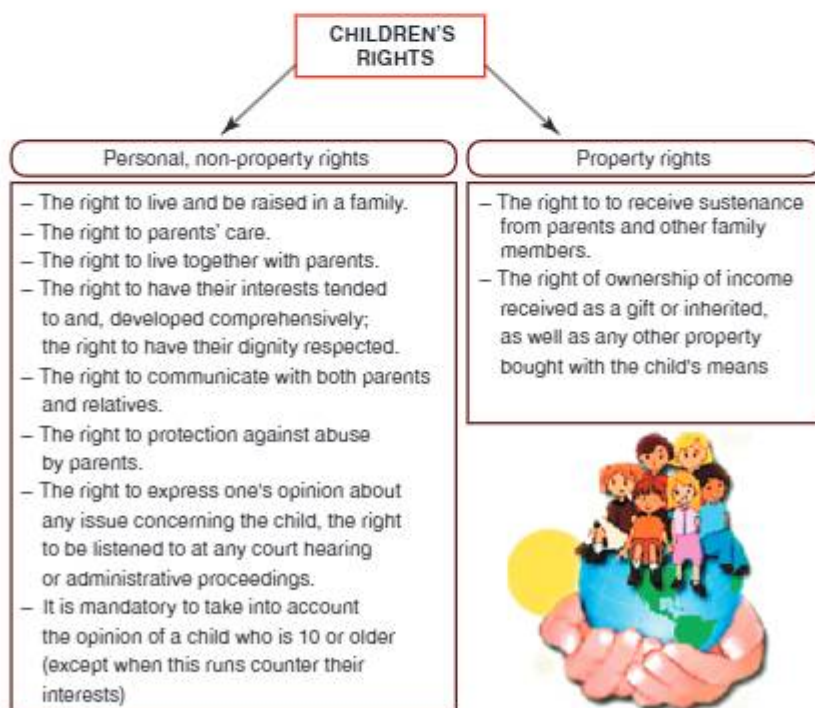 CHILDREN'S
RIGHTS
Personal, non-property rights
– The right to live and be raised in a family.
– The right to parents' care.
– The right to live together with parents.
– The right to have their interests tended
to and, developed comprehensively;
the right to have their dignity respected.
– The right to communicate with both parents
and relatives.
– The right to protection against abuse
by parents.
– The right to express one's opinion about
any issue concerning the child, the right
to be listened to at any court hearing
or administrative proceedings.
– It is mandatory to take into account
the opinion of a child who is 10 or older
(except when this runs counter their
interests)
Property rights
– The right to to receive sustenance
from parents and other family
members.
– The right of ownership of income
received as a gift or inherited,
as well as any other property
bought with the child's means